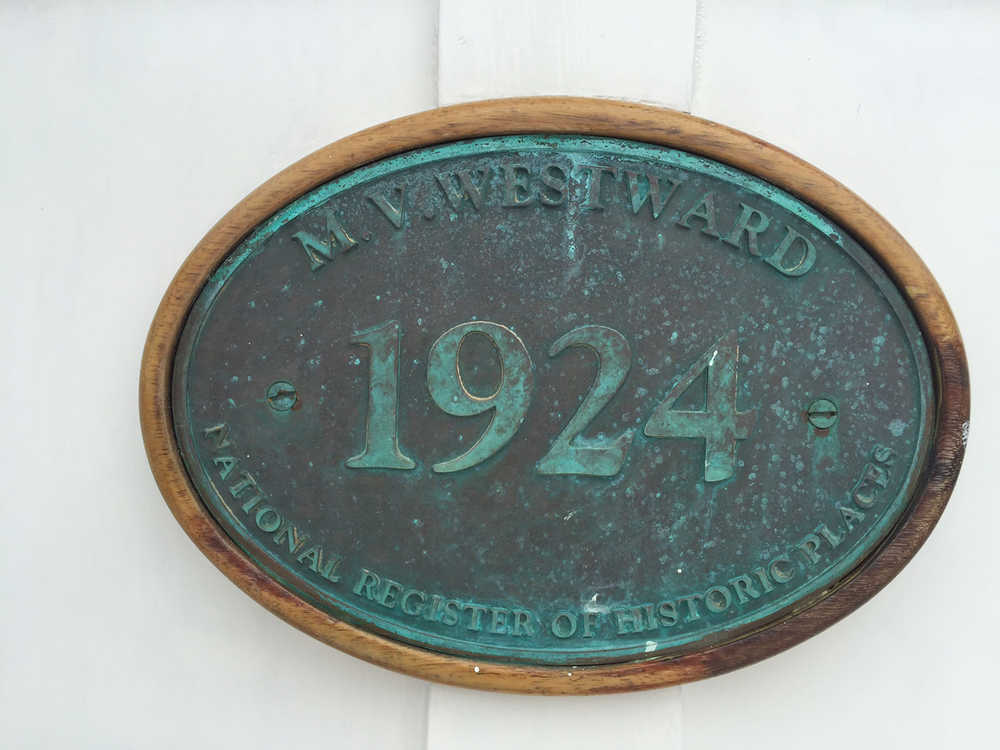 M.V. WESTWARD
1924
NATIONAL REGISTER OF HISTORIC PLACES